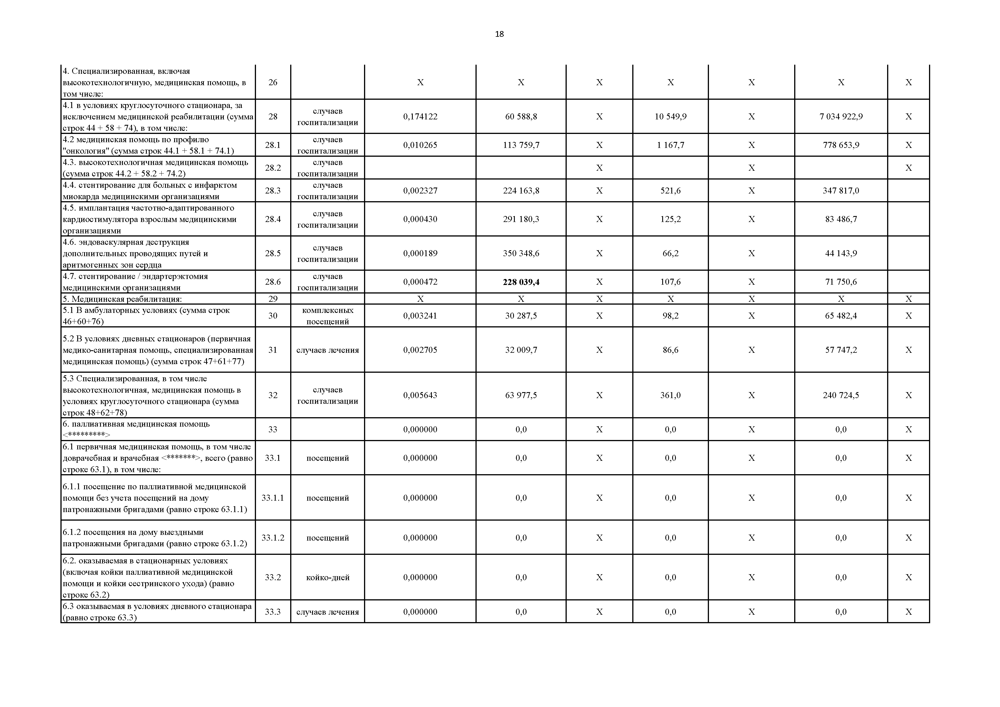 18
4. Специализированная, включая
высокотехнологичную, медицинская помощь, в
том числе:
26
X X X X X X X
4.1 в условиях круглосуточного стационара, за
исключением медицинской реабилитации (сумма
строк 44 + 58 + 74), в том числе:
28
случаев
госпитализации
0,174122 60 588,8 X 10 549,9 X 7 034 922,9 X
4.2 медицинская помощь по профилю
"онкология" (сумма строк 44.1 + 58.1 + 74.1)
28.1
случаев
госпитализации
0,010265 113 759,7 X 1 167,7 X 778 653,9 X
4.3. высокотехнологичная медицинская помощь
(сумма строк 44.2 + 58.2 + 74.2)
28.2
случаев
госпитализации
X X X
4.4. стентирование для больных с инфарктом
миокарда медицинскими организациями
28.3
случаев
госпитализации
0,002327 224 163,8 X 521,6 X 347 817,0
4.5. имплантация частотно-адаптированного
кардиостимулятора взрослым медицинскими
организациями
28.4
случаев
госпитализации
0,000430 291 180,3 X 125,2 X 83 486,7
4.6. эндоваскулярная деструкция
дополнительных проводящих путей и
аритмогенных зон сердца
28.5
случаев
госпитализации
0,000189 350 348,6 X 66,2 X 44 143,9
4.7. стентирование / эндартерэктомия
медицинскими организациями
28.6
случаев
госпитализации
0,000472 228 039,4 X 107,6 X 71 750,6
5. Медицинская реабилитация: 29 X X X X X X X
5.1 В амбулаторных условиях (сумма строк
46+60+76)
30
комплексных
посещений
0,003241 30 287,5 X 98,2 X 65 482,4 X
5.2 В условиях дневных стационаров (первичная
медико-санитарная помощь, специализированная
медицинская помощь) (сумма строк 47+61+77)
31
случаев лечения
0,002705 32 009,7 X 86,6 X 57 747,2 X
5.3 Специализированная, в том числе
высокотехнологичная, медицинская помощь в
условиях круглосуточного стационара (сумма
строк 48+62+78)
32
случаев
госпитализации
0,005643 63 977,5 X 361,0 X 240 724,5 X
6. паллиативная медицинская помощь
<*********>
33
0,000000 0,0 X 0,0 X 0,0 X
6.1 первичная медицинская помощь, в том числе
доврачебная и врачебная <*******>, всего (равно
строке 63.1), в том числе:
33.1
посещений
0,000000 0,0 X 0,0 X 0,0 X
6.1.1 посещение по паллиативной медицинской
помощи без учета посещений на дому
патронажными бригадами (равно строке 63.1.1)
33.1.1
посещений
0,000000 0,0 X 0,0 X 0,0 X
6.1.2 посещения на дому выездными
патронажными бригадами (равно строке 63.1.2)
33.1.2
посещений
0,000000 0,0 X 0,0 X 0,0 X
6.2. оказываемая в стационарных условиях
(включая койки паллиативной медицинской
помощи и койки сестринского ухода) (равно
строке 63.2)
33.2
койко-дней
0,000000 0,0 X 0,0 X 0,0 X
6.3 оказываемая в условиях дневного стационара
(равно строке 63.3)
33.3
случаев лечения
0,000000 0,0 X 0,0 X 0,0 X